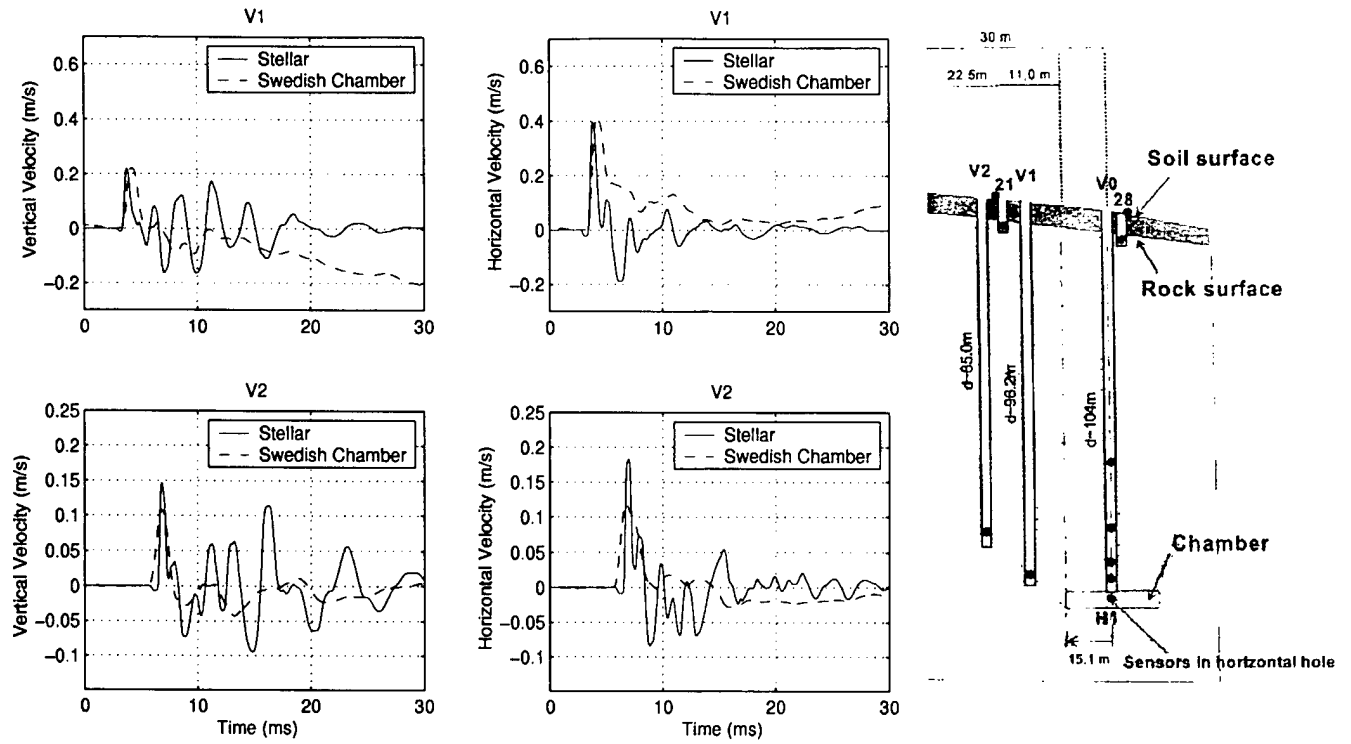 V1
0.6
0.4
0.2
0
−0.2
Vertical Velocity (m/s)
Stellar
Swedish Chamber
0 10 20 30
V1
0.6
0.4
0.2
0
−0.2
Horizontal Velocity (m/s)
Stellar
Swedish Chamber
0 10 20 30
V2
0.25
0.2
0.15
0.1
0.05
0
−0.05
−0.1
Vertical Velocity (m/s)
Stellar
Swedish Chamber
0 10 20 30
Time (ms)
V2
0.25
0.2
0.15
0.1
0.05
0
−0.05
−0.1
Horizontal Velocity (m/s)
Stellar
Swedish Chamber
0 10 20 30
Time (ms)
30 m
22.5m 11,0 m
Soil surface
V2 21 V1 V0 28
Rock surface
d~96.2m
d~104m
Chamber
15.1 m
Sensors in horizontal hole